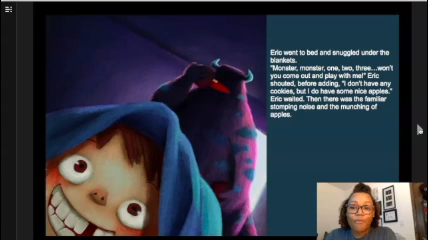 Eric went to bed and snuggled under the
blankets.
"Monster, monster, one, two, three...won't
you come out and play with me!" Eric
shouted, before adding, "I don't have any
cookies, but I do have some nice apples."
Eric waited. Then there was the familiar
stomping noise and the munching of
apples.